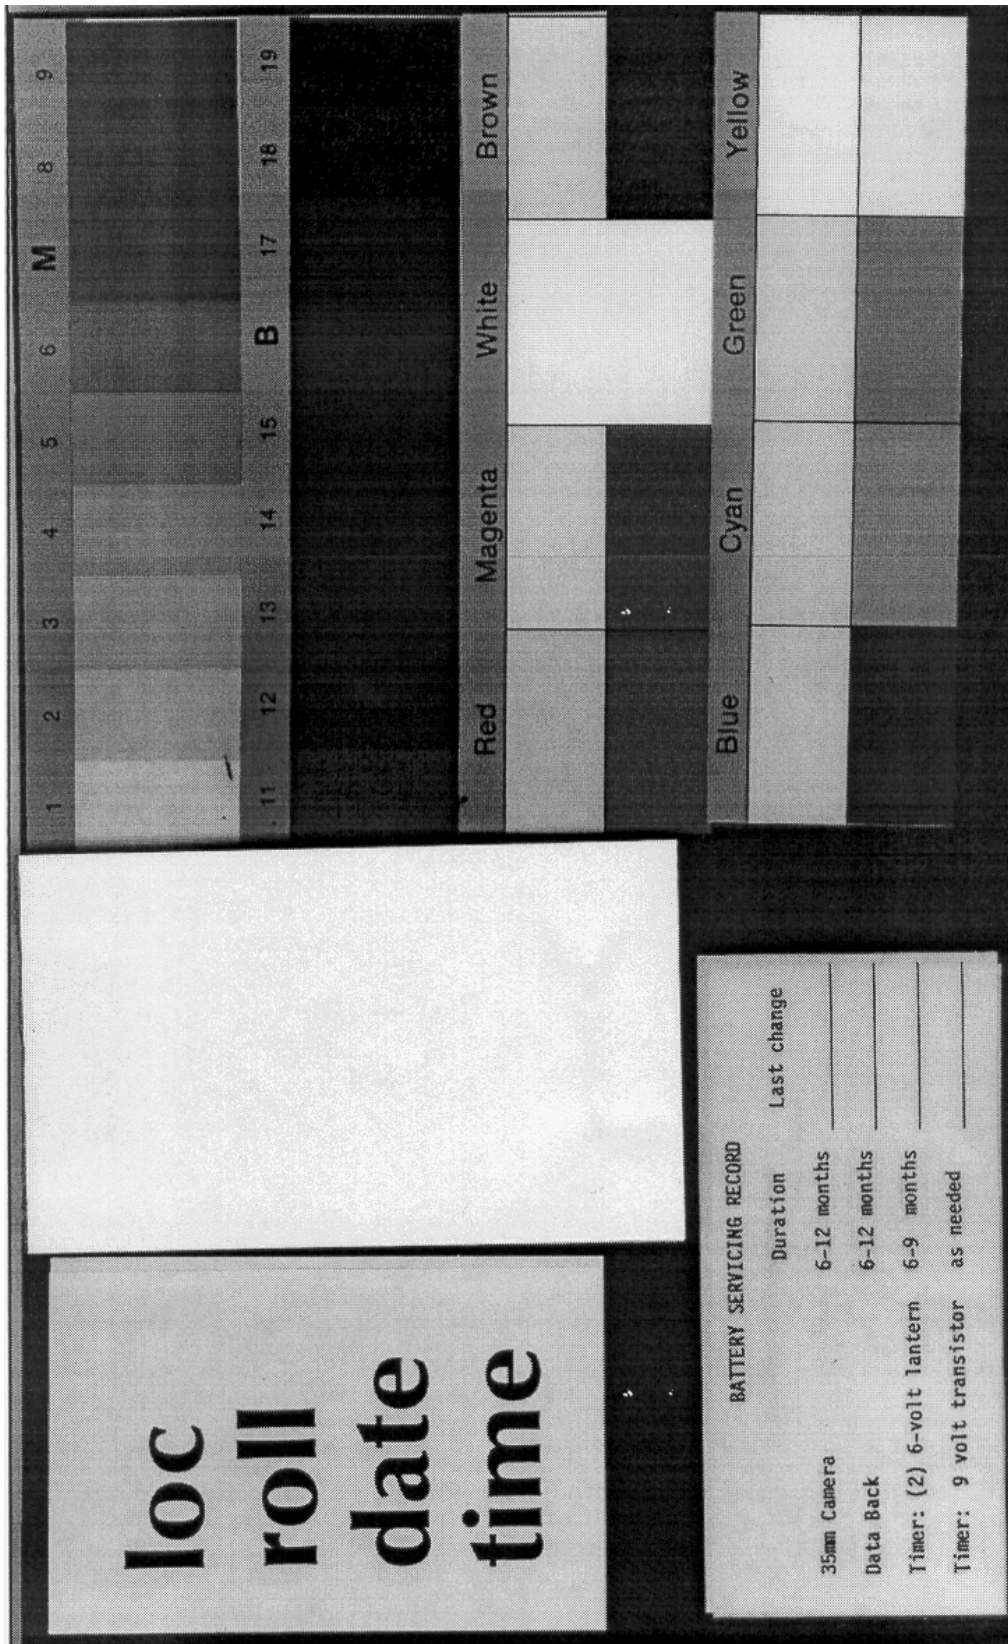 1 2 3 4 5 6 M 8 9
11 12 13 14 15 B 17 18 19
Red Magenta White Brown
Blue Cyan Green Yellow
loc
roll
date
time
BATTERY SERVICING RECORD
Duration Last change
35mm Camera 6-12 months
Data Back 6-12 months
Timer: (2) 6-volt lantern 6-9 months
Timer: 9 volt transistor as needed